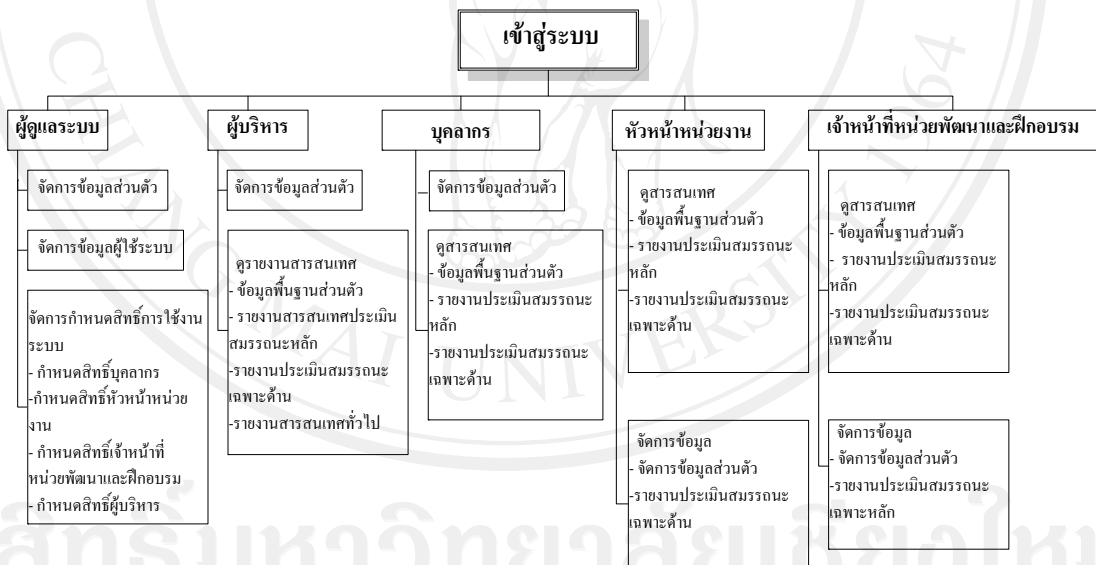 เข้าสู่ระบบ
ผู้ดูแลระบบ
จัดการข้อมูลส่วนตัว
จัดการข้อมูลผู้ใช้ระบบ
จัดการกำหนดสิทธิ์การใช้งาน
ระบบ
- กำหนดสิทธิ์บุคลากร
-กำหนดสิทธิ์หัวหน้าหน่วย
งาน
- กำหนดสิทธิ์เจ้าหน้าที่
หน่วยพัฒนาและฝึกอบรม
- กำหนดสิทธิ์ผู้บริหาร
ผู้บริหาร
จัดการข้อมูลส่วนตัว
ดูรายงานสารสนเทศ
- ข้อมูลพื้นฐานส่วนตัว
- รายงานสารสนเทศประเมิน
สมรรถนะหลัก
-รายงานประเมินสมรรถนะ
เฉพาะด้าน
-รายงานสารสนเทศทั่วไป
บุคลากร
จัดการข้อมูลส่วนตัว
ดูสารสนเทศ
- ข้อมูลพื้นฐานส่วนตัว
- รายงานประเมินสมรรถนะ
หลัก
-รายงานประเมินสมรรถนะ
เฉพาะด้าน
หัวหน้าหน่วยงาน
ดูสารสนเทศ
- ข้อมูลพื้นฐานส่วนตัว
- รายงานประเมินสมรรถนะ
หลัก
-รายงานประเมินสมรรถนะ
เฉพาะด้าน
จัดการข้อมูล
- จัดการข้อมูลส่วนตัว
-รายงานประเมินสมรรถนะ
เฉพาะด้าน
เจ้าหน้าที่หน่วยพัฒนาและฝึกอบรม
ดูสารสนเทศ
- ข้อมูลพื้นฐานส่วนตัว
- รายงานประเมินสมรรถนะ
หลัก
-รายงานประเมินสมรรถนะ
เฉพาะด้าน
จัดการข้อมูล
- จัดการข้อมูลส่วนตัว
-รายงานประเมินสมรรถนะ
เฉพาะหลัก
CHIANG MAI UNIVERSITY 1964
สิทธิ์มหาวิทยาลัยเชียงใหม